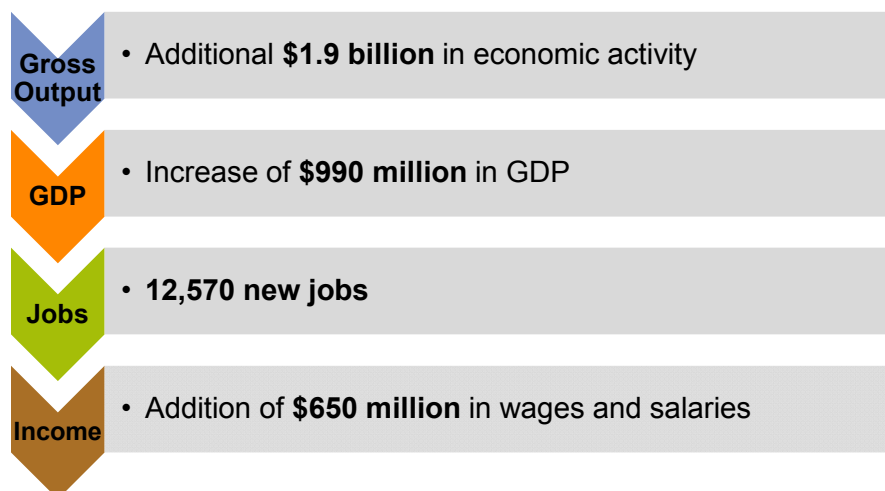 Gross
Output
• Additional $1.9 billion in economic activity
GDP
• Increase of $990 million in GDP
Jobs
• 12,570 new jobs
Income
• Addition of $650 million in wages and salaries